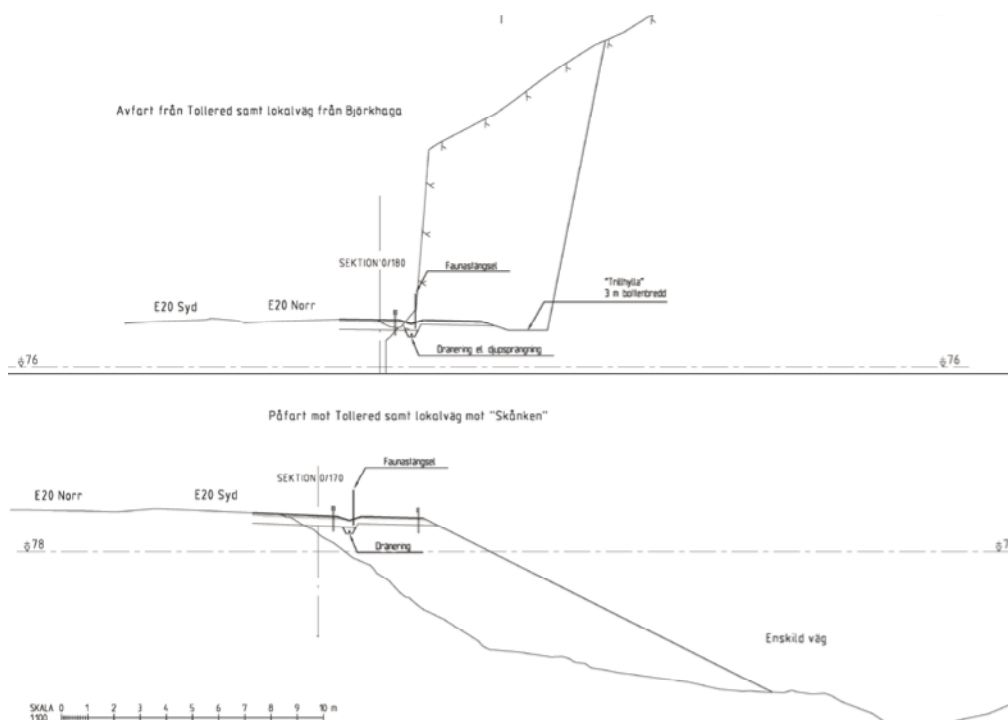 Avfart från Tollered samt lokalväg från Björkhaga
SEKTION 0/180
Faunastängsel
"Trillhylla"
3 m bottenbredd
E20 Syd
E20 Norr
Dränering el. djupsprängning
76
76
Påfart mot Tollered samt lokalväg mot "Skånken"
Faunastängsel
SEKTION 0/170
E20 Norr
E20 Syd
78
7
Dränering
Enskild väg
SKALA 0 1 2 3 4 5 6 7 8 9 10 m
1:100